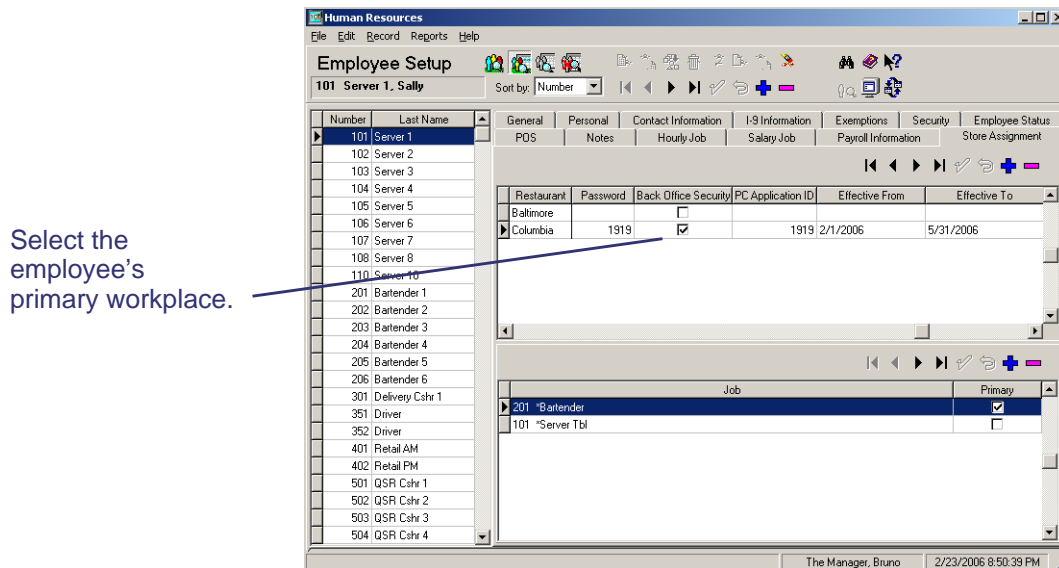 Human Resources
File Edit Record Reports Help
Employee Setup
101 Server 1, Sally
Sort by: Number
Number Last Name
101 Server 1
102 Server 2
103 Server 3
104 Server 4
105 Server 5
106 Server 6
107 Server 7
108 Server 8
110 Server 10
201 Bartender 1
202 Bartender 2
203 Bartender 3
204 Bartender 4
205 Bartender 5
206 Bartender 6
301 Delivery Cshr 1
351 Driver
352 Driver
401 Retail AM
402 Retail PM
501 QSR Cshr 1
502 QSR Cshr 2
503 QSR Cshr 3
504 QSR Cshr 4
General Personal Contact Information I-9 Information Exemptions Security Employee Status
POS Notes Hourly Job Salary Job Payroll Information Store Assignment
Restaurant Password Back Office Security PC Application ID Effective From Effective To
Baltimore
Columbia 1919 1919 2/1/2006 5/31/2006
Job Primary
201 *Bartender
101 *Server Tbl
The Manager, Bruno 2/23/2006 8:50:39 PM
Select the
employee's
primary workplace.